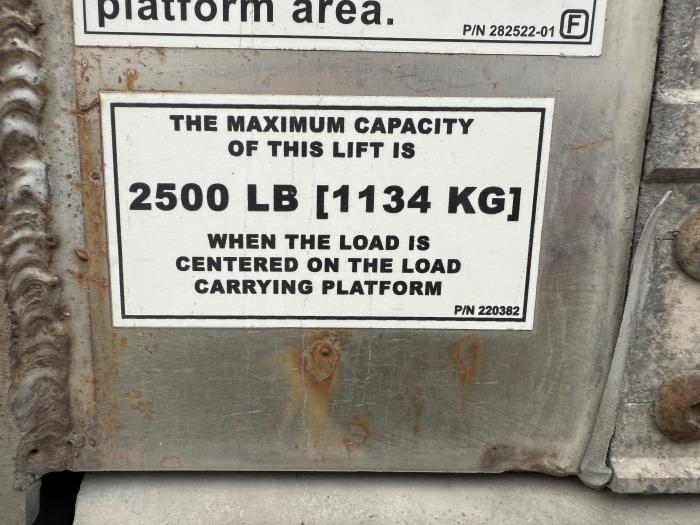 platform area.
P/N 282522-01 F
THE MAXIMUM CAPACITY
OF THIS LIFT IS
2500 LB [1134 KG]
WHEN THE LOAD IS
CENTERED ON THE LOAD
CARRYING PLATFORM
P/N 220382